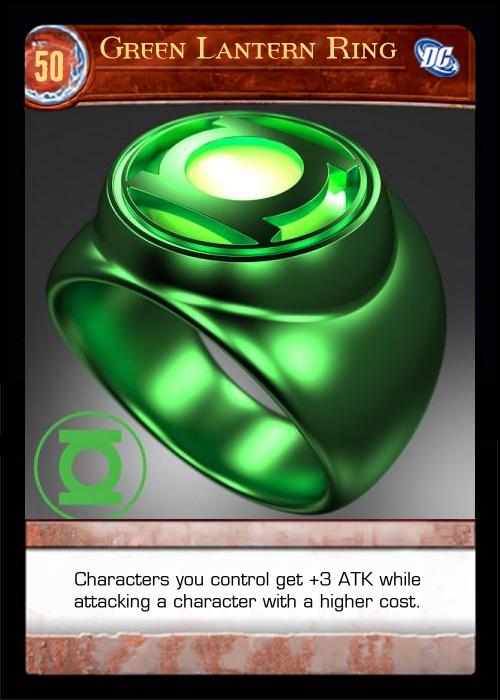 50
Green Lantern Ring
DC
Characters you control get +3 ATK while
attacking a character with a higher cost.